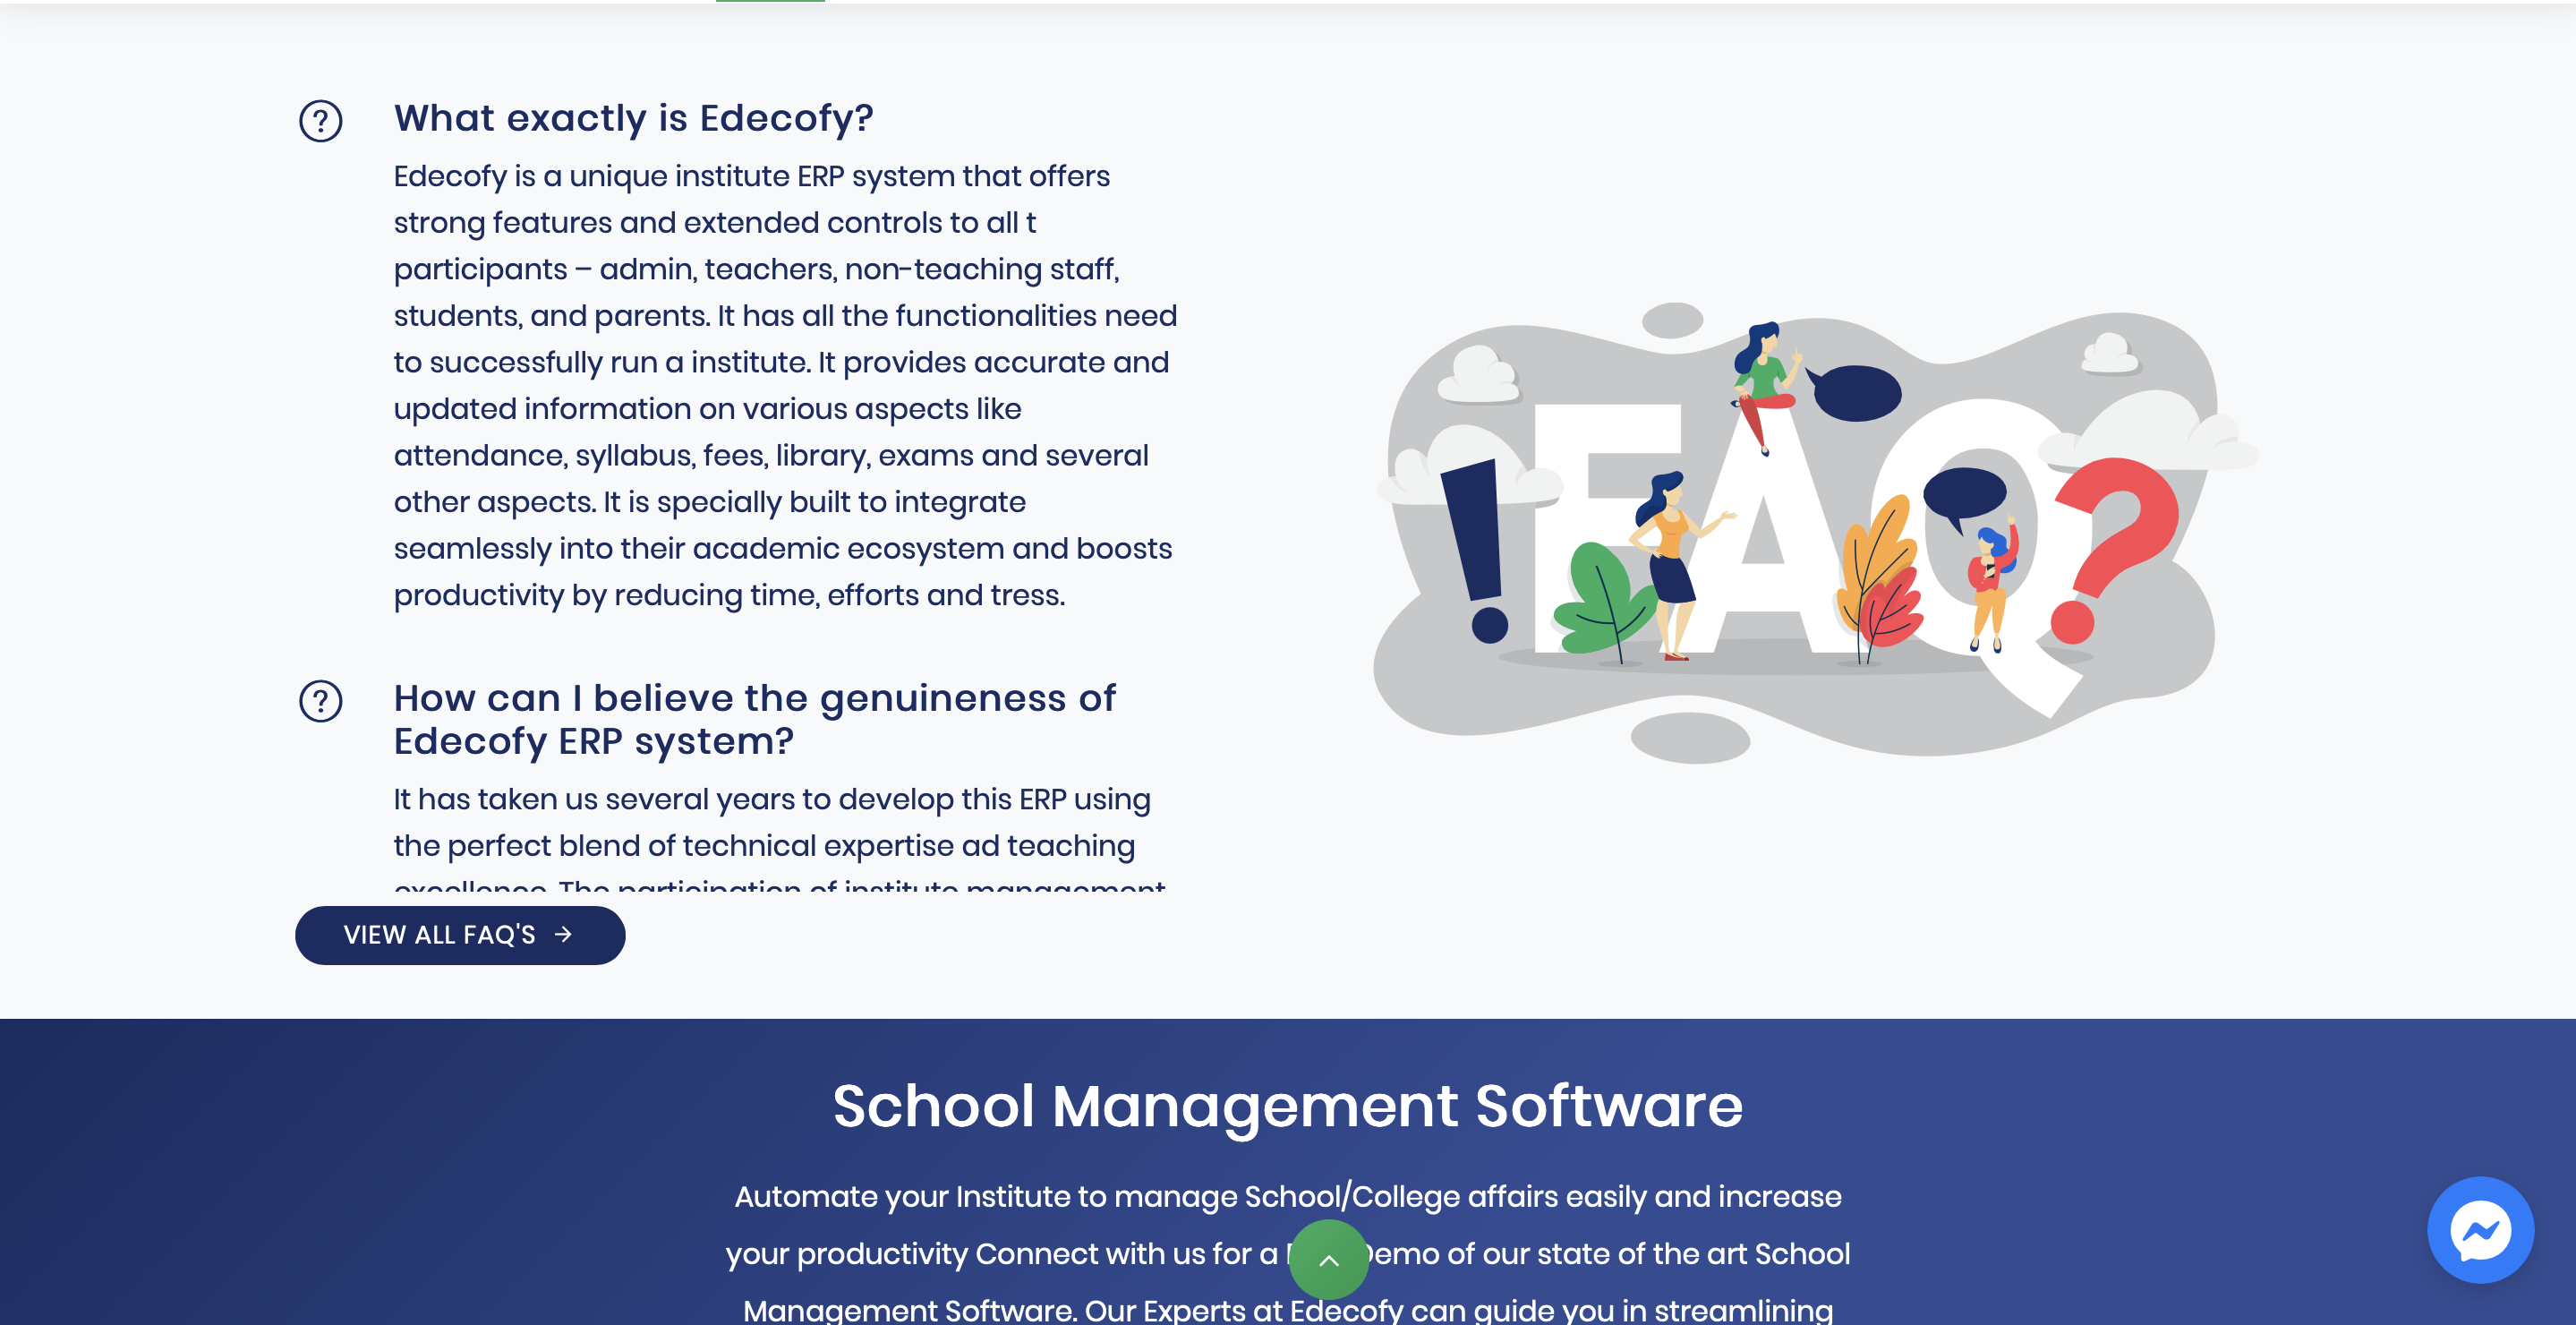 What exactly is Edecofy?
Edecofy is a unique institute ERP system that offers
strong features and extended controls to all t
participants – admin, teachers, non-teaching staff,
students, and parents. It has all the functionalities need
to successfully run a institute. It provides accurate and
updated information on various aspects like
attendance, syllabus, fees, library, exams and several
other aspects. It is specially built to integrate
seamlessly into their academic ecosystem and boosts
productivity by reducing time, efforts and tress.
How can I believe the genuineness of
Edecofy ERP system?
It has taken us several years to develop this ERP using
the perfect blend of technical expertise ad teaching
excellence. The participation of institute management
VIEW ALL FAQ'S
! FAQ ?
School Management Software
Automate your Institute to manage School/College affairs easily and increase
your productivity Connect with us for a Demo of our state of the art School
Management Software. Our Experts at Edecofy can guide you in streamlining